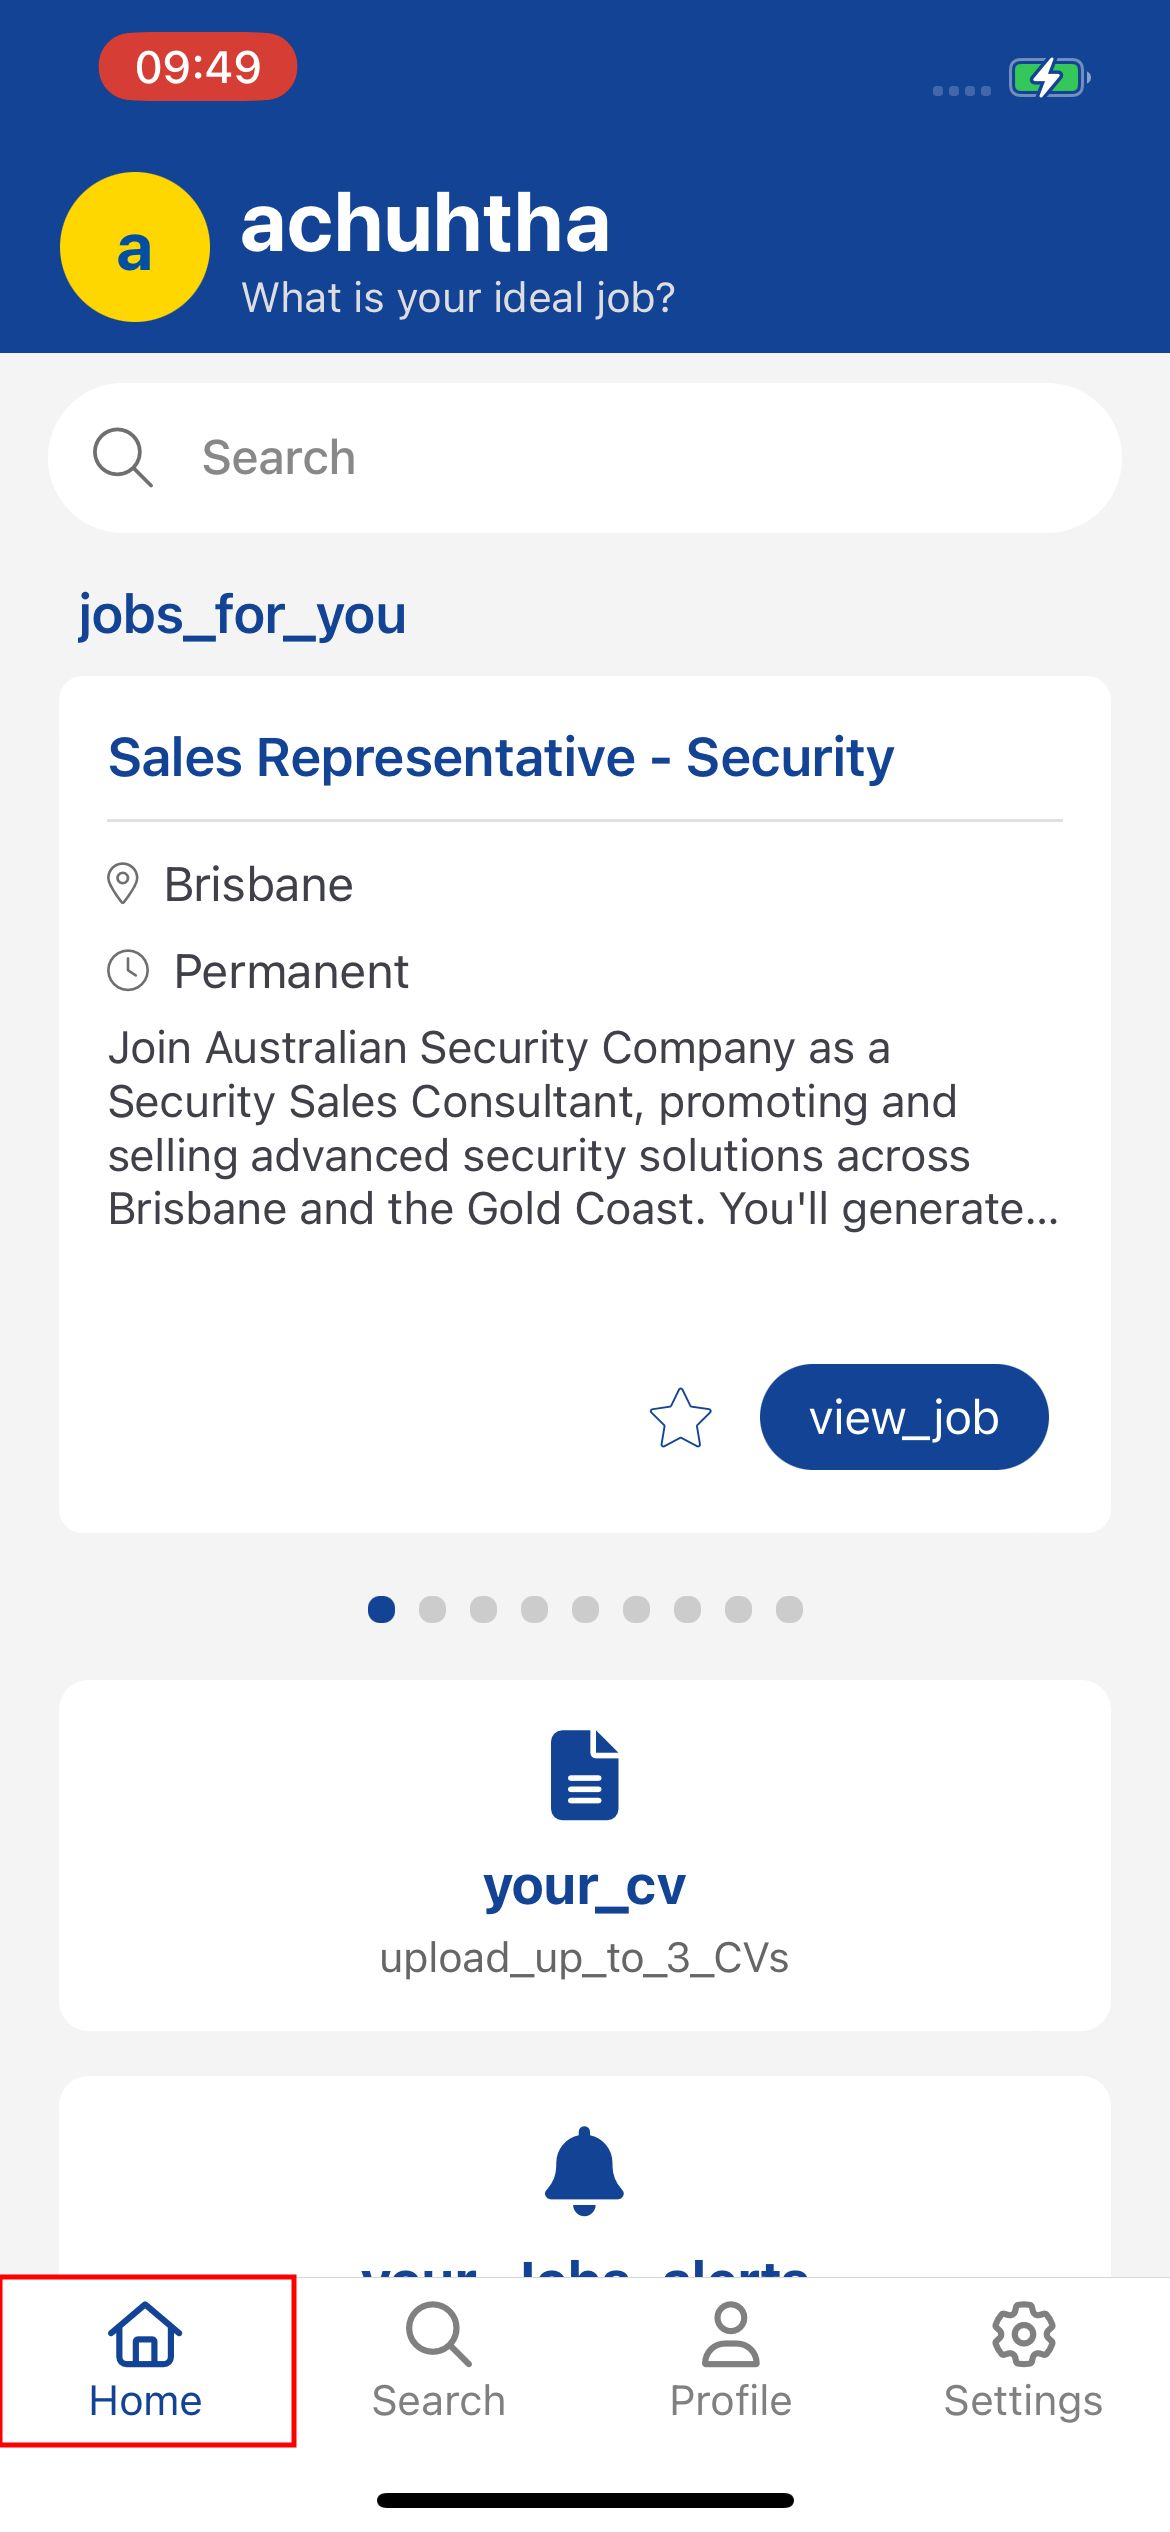 09:49
a
achuhtha
What is your ideal job?
Search
jobs_for_you
Sales Representative - Security
Brisbane
Permanent
Join Australian Security Company as a
Security Sales Consultant, promoting and
selling advanced security solutions across
Brisbane and the Gold Coast. You'll generate...
view_job
your_cv
upload_up_to_3_CVs
your_Jobs_alerts
Home
Search
Profile
Settings